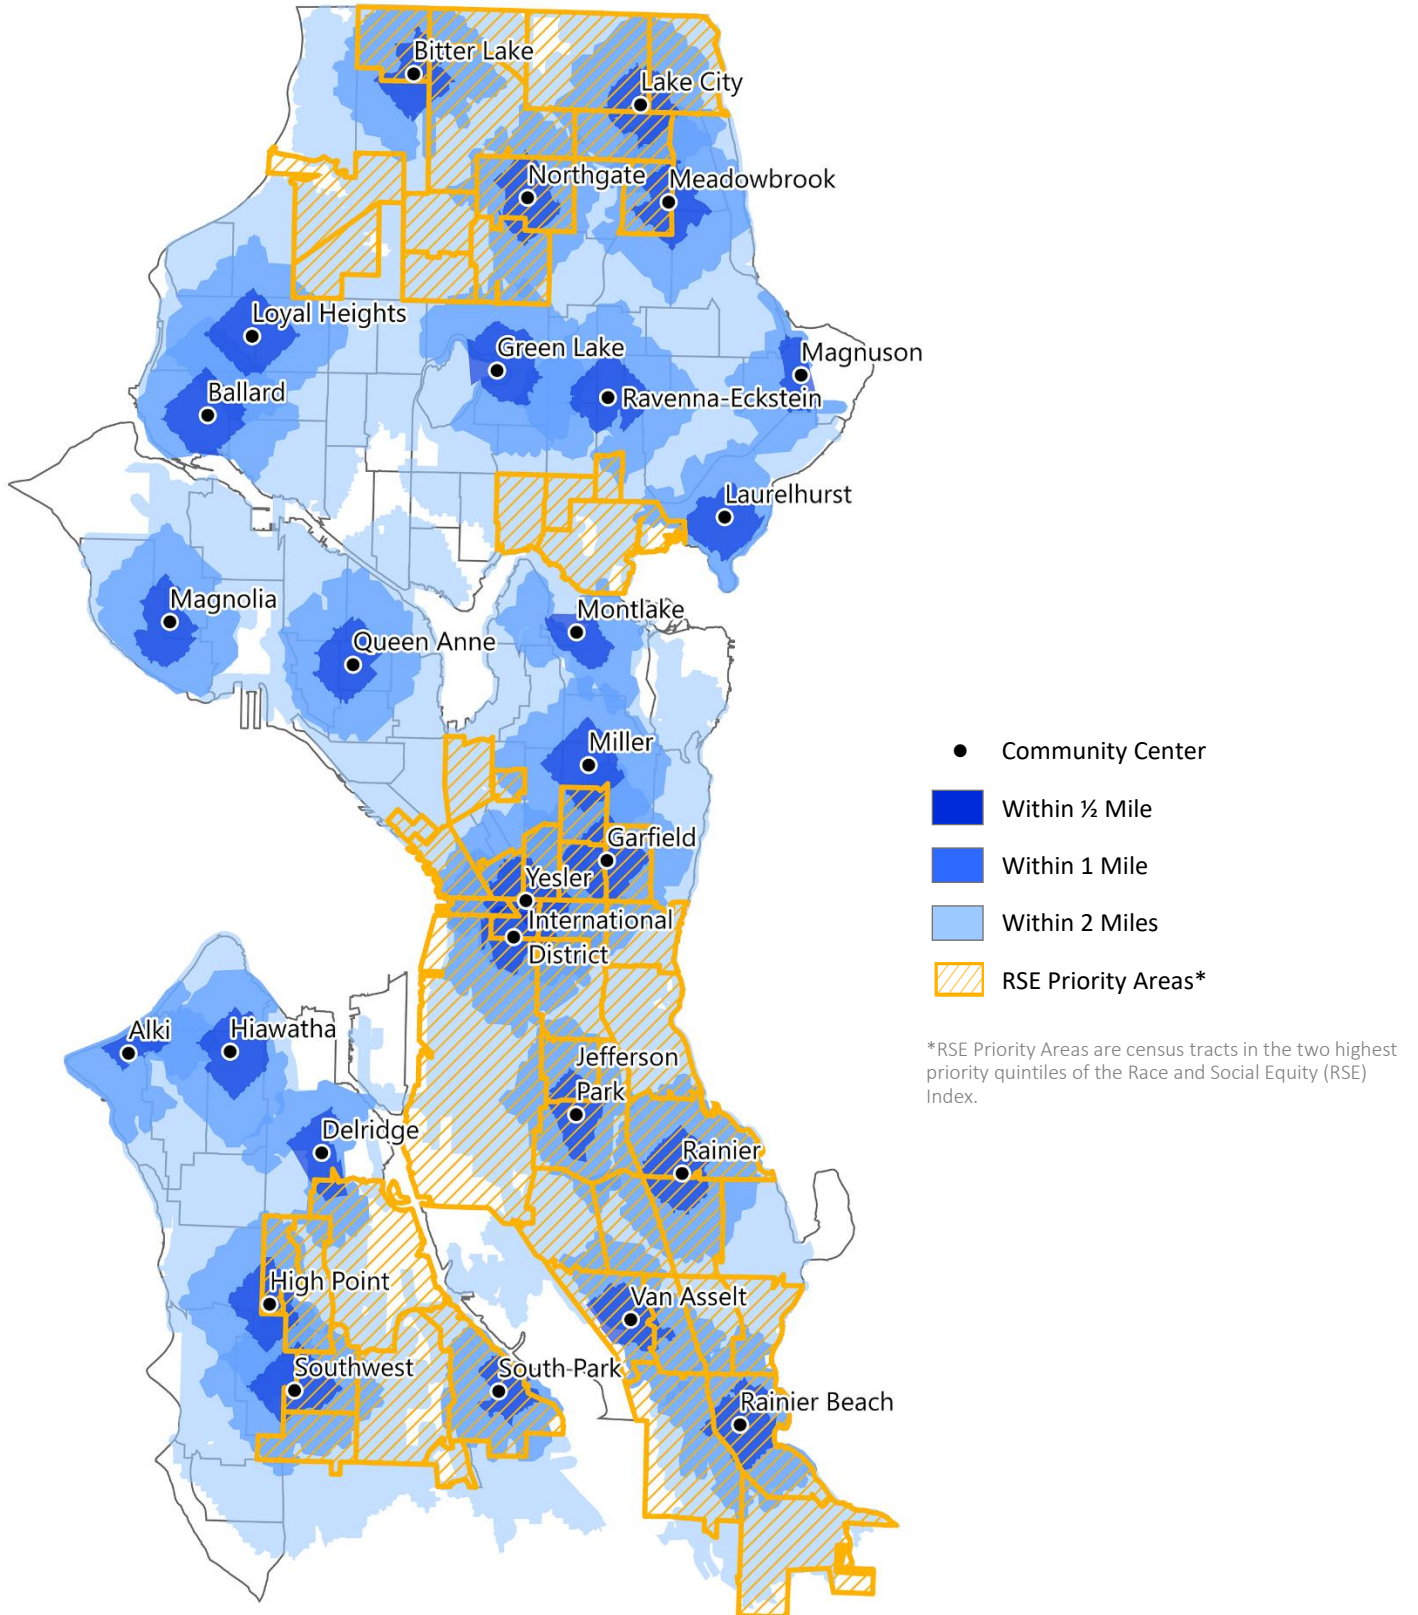 Bitter Lake
Lake City
Northgate
Meadowbrook
Loyal Heights
Green Lake
Magnuson
Ballard
Ravenna-Eckstein
Laurelhurst
Magnolia
Montlake
Queen Anne
Miller
Garfield
Yesler
International
District
Alki
Hiawatha
Jefferson
Park
Delridge
Rainier
High Point
Van Asselt
Southwest
South Park
Rainier Beach
Community Center
Within ½ Mile
Within 1 Mile
Within 2 Miles
RSE Priority Areas*
*RSE Priority Areas are census tracts in the two highest
priority quintiles of the Race and Social Equity (RSE)
Index.